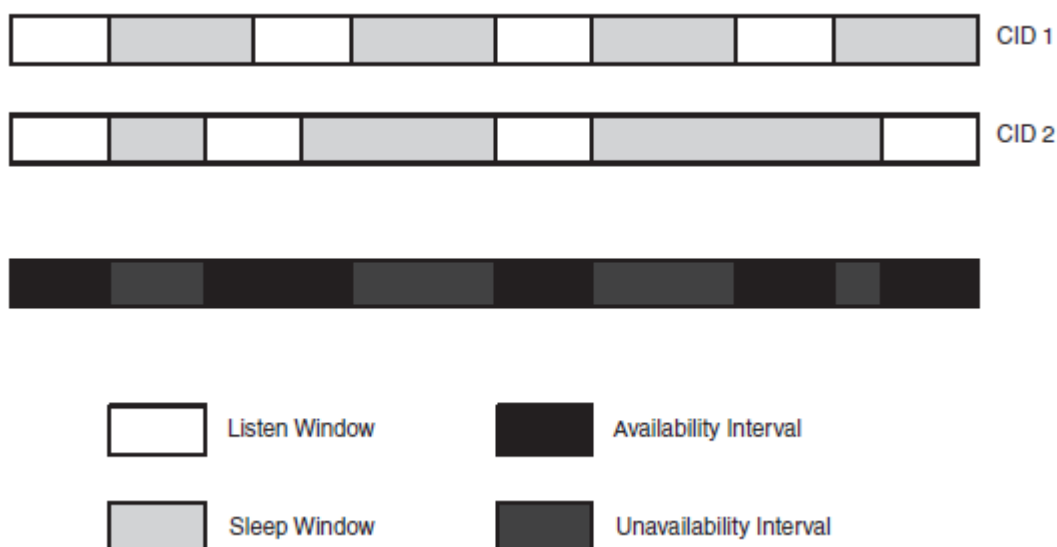 CID 1
CID 2
Listen Window
Availability Interval
Sleep Window
Unavailability Interval